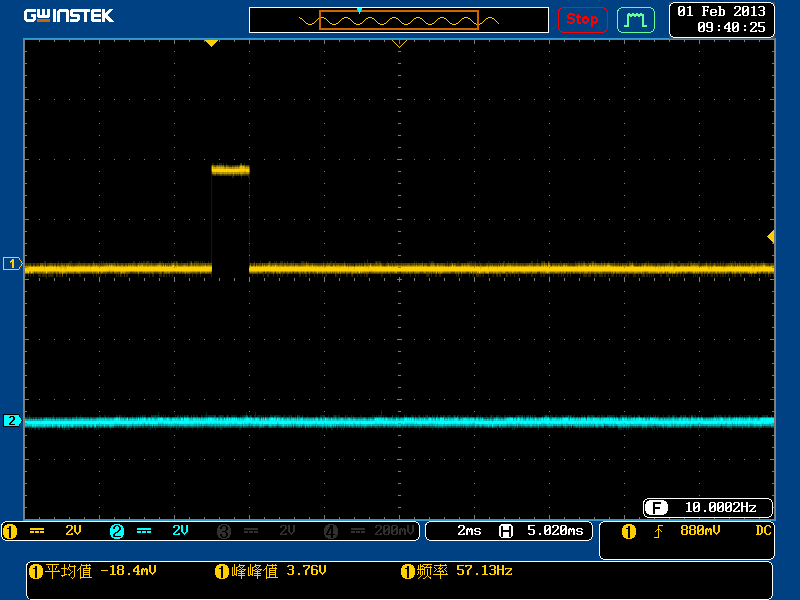 GWINSTEK
Stop
01 Feb 2013
09:40:25
1
2
F 10.0002Hz
1 2V 2 2V 3 2V 4 200mV
2ms H 5.020ms
1 880mV DC
1平均值 -18.4mV 1峰峰值 3.76V 1频率 57.13Hz